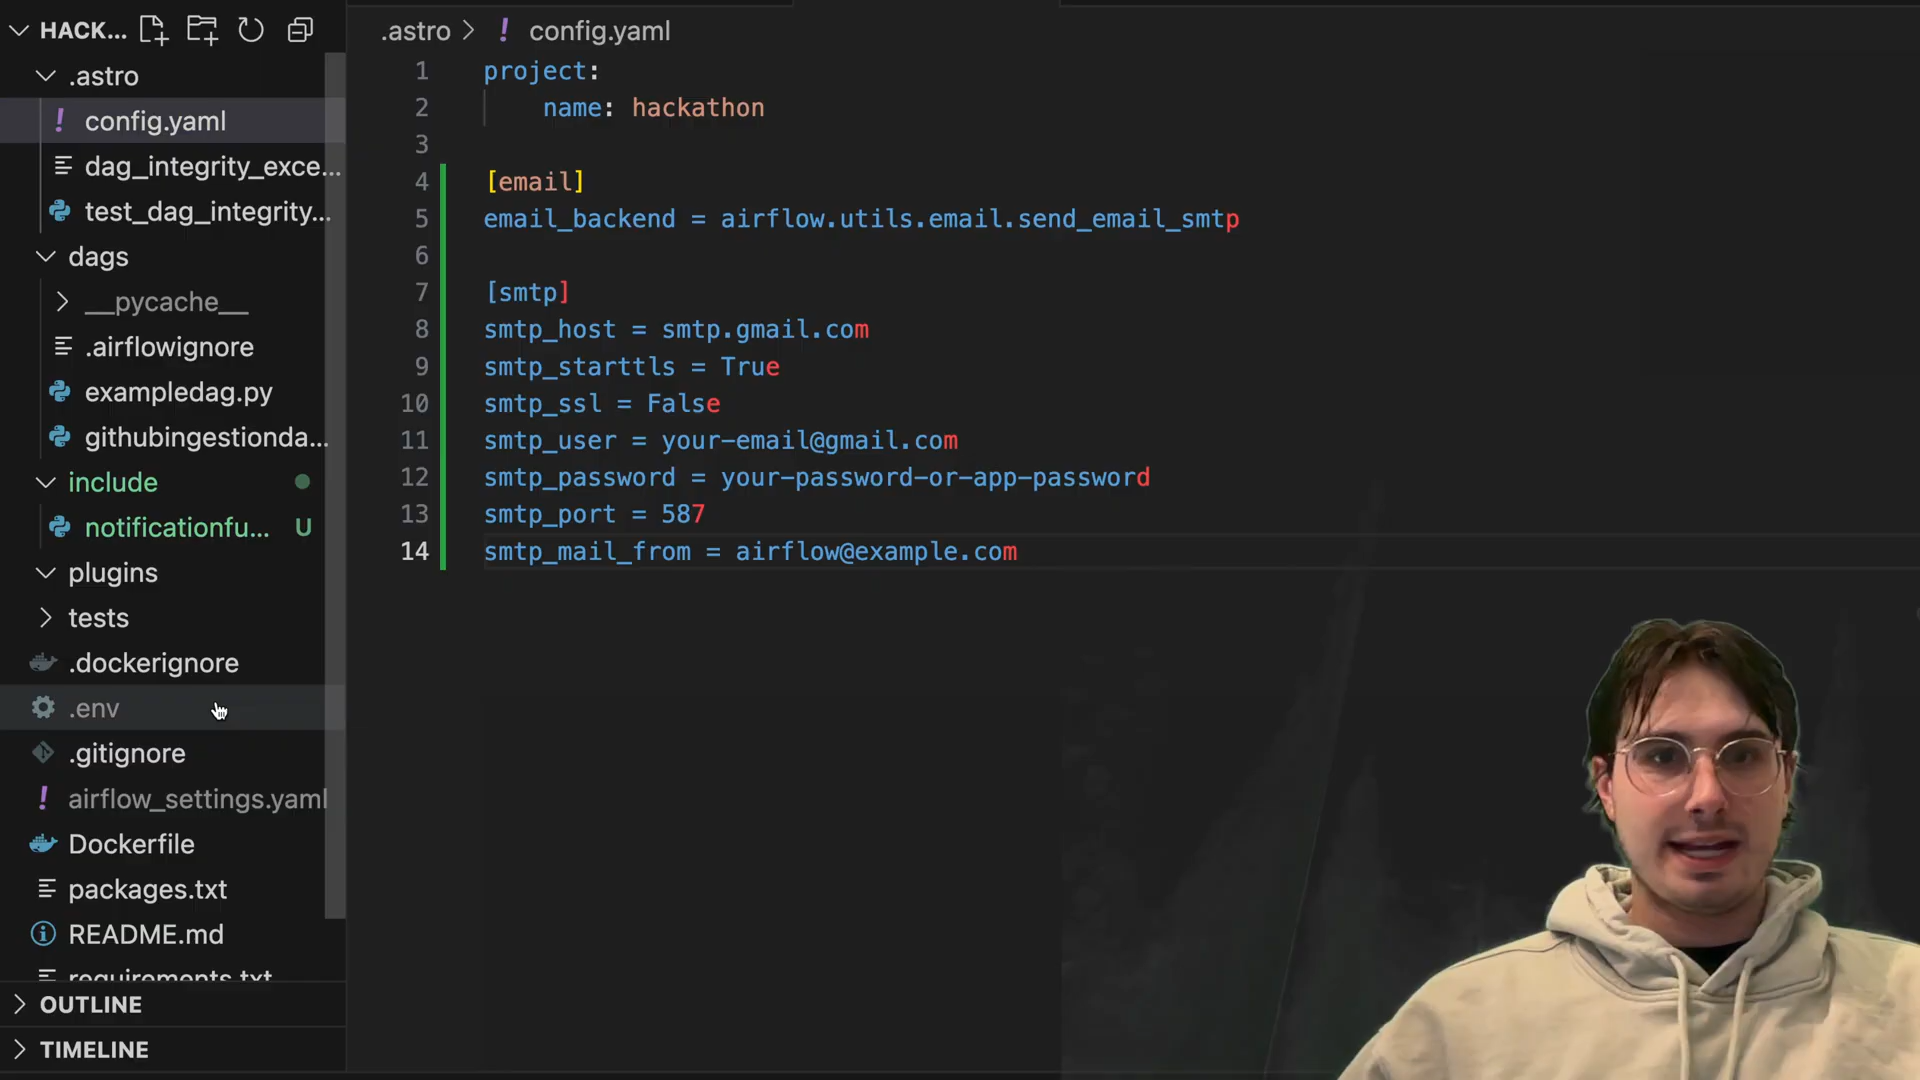 HACK...
.astro
config.yaml
dag_integrity_exce...
test_dag_integrity...
dags
__pycache__
.airflowignore
exampledag.py
githubingestionda...
include
notificationfu... U
plugins
tests
.dockerignore
.env
.gitignore
airflow_settings.yaml
Dockerfile
packages.txt
README.md
requirements.txt
OUTLINE
TIMELINE
.astro > ! config.yaml
1 project:
2 name: hackathon
3
4 [email]
5 email_backend = airflow.utils.email.send_email_smtp
6
7 [smtp]
8 smtp_host = smtp.gmail.com
9 smtp_starttls = True
10 smtp_ssl = False
11 smtp_user = your-email@gmail.com
12 smtp_password = your-password-or-app-password
13 smtp_port = 587
14 smtp_mail_from = airflow@example.com